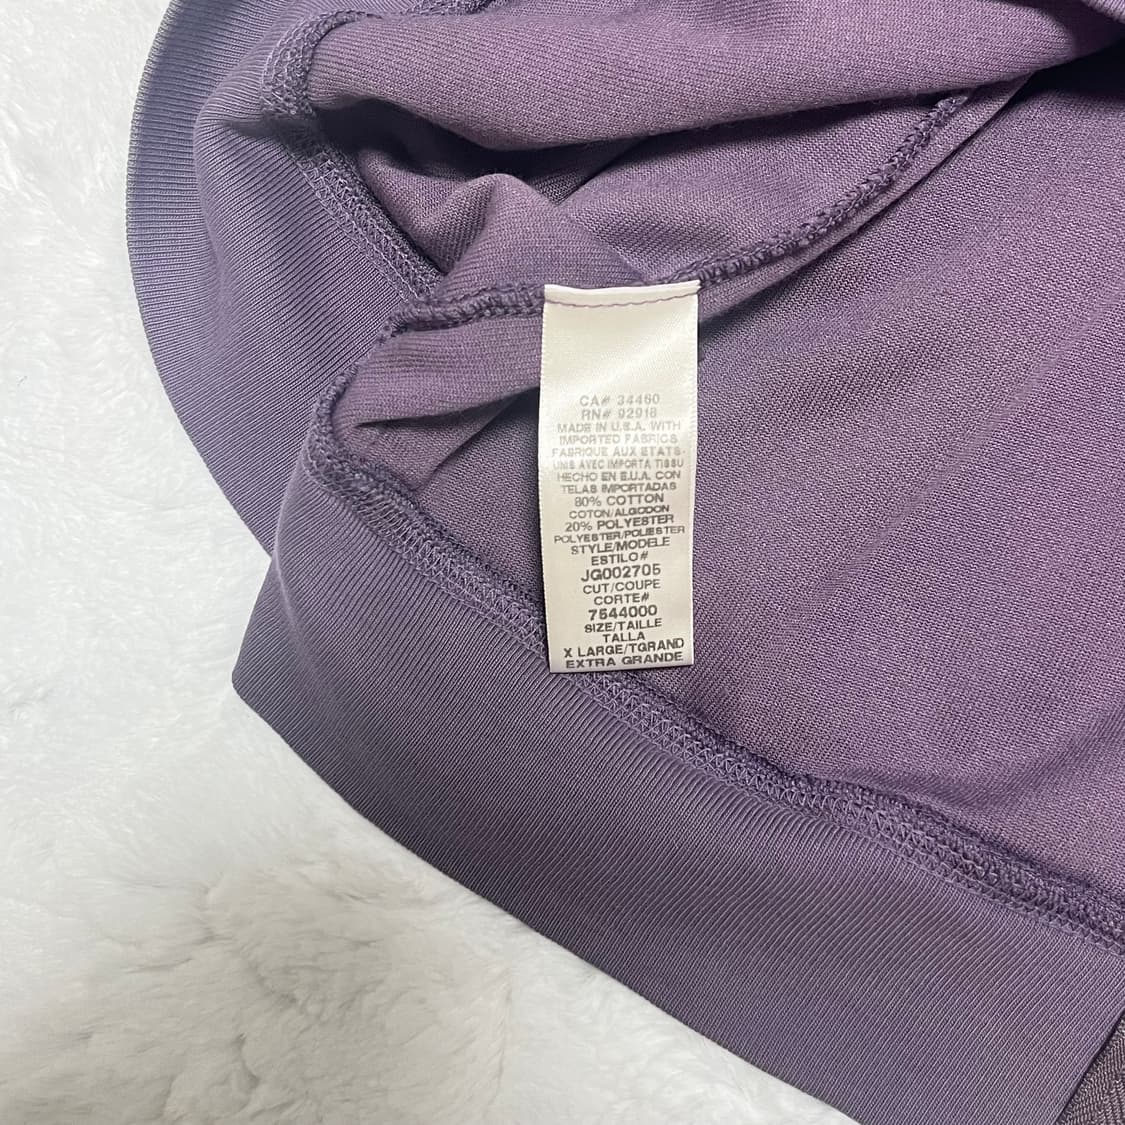 CA# 34460
RN# 92918
MADE IN U.S.A. WITH
IMPORTED FABRICS
FABRIQUE AUX ETATS-
UNIS AVEC IMPORTA TISSU
HECHO EN E.U.A. CON
TELAS IMPORTADAS
80% COTTON
COTON/ALGODON
20% POLYESTER
POLYESTER/POLIESTER
STYLE/MODELE
ESTILO#
JG002705
CUT/COUPE
CORTE#
7544000
SIZE/TAILLE
TALLA
X LARGE/TGRAND
EXTRA GRANDE